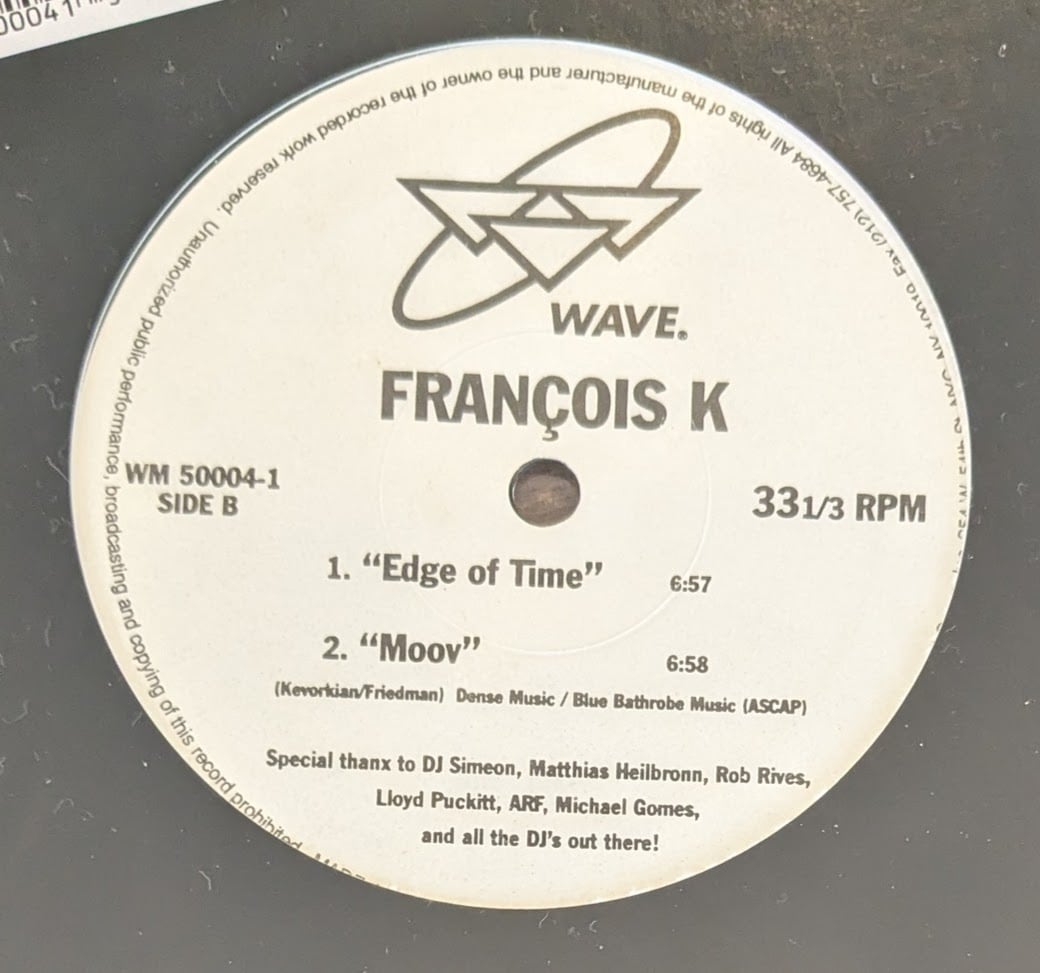 WAVE®
FRANÇOIS K
WM 50004-1
SIDE B
33 1/3 RPM
1. “Edge of Time”
6:57
2. “Moov”
6:58
(Kevorkian/Friedman) Dense Music / Blue Bathrobe Music (ASCAP)
Special thanx to DJ Simeon, Matthias Heilbronn, Rob Rives,
Lloyd Puckitt, ARF, Michael Gomes,
and all the DJ's out there!
Fax (212) 757-4684 All rights of the manufacturer and the owner of the recorded work reserved. Unauthorized public performance, broadcasting and copying of this record prohibited.